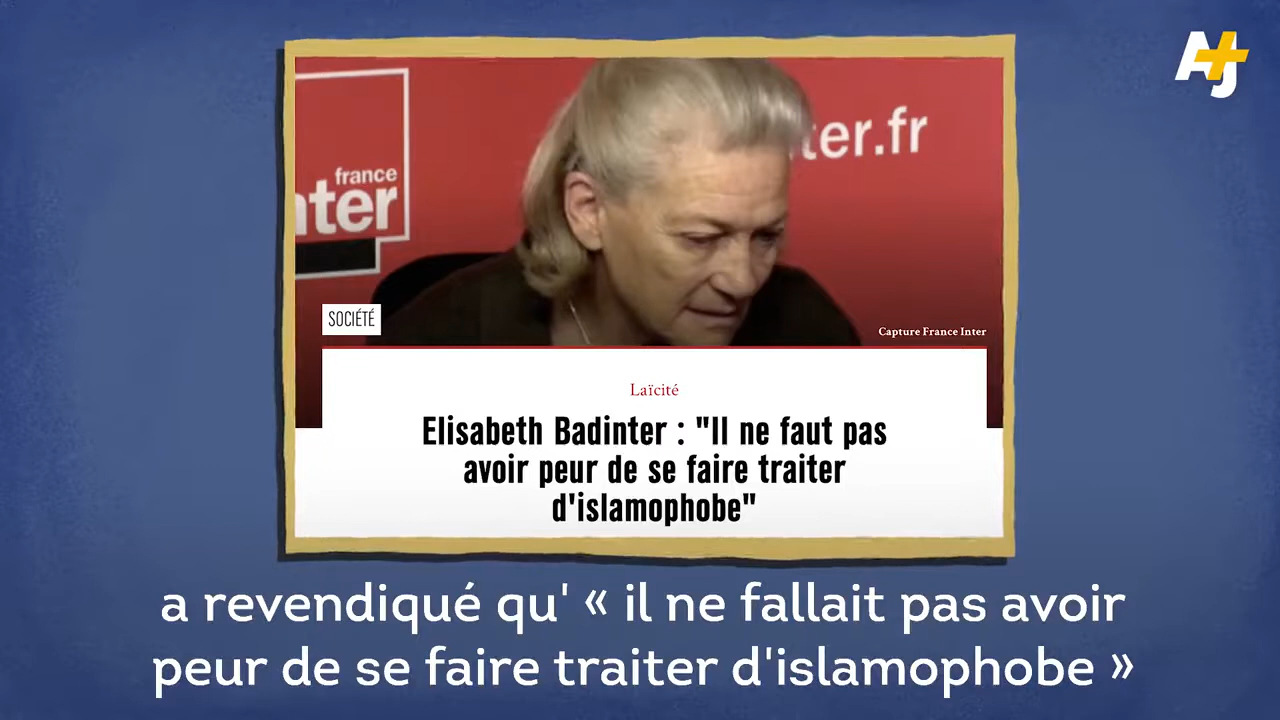 AJ+
france
inter
ter.fr
SOCIÉTÉ
Capture France Inter
Laïcité
Elisabeth Badinter : "Il ne faut pas
avoir peur de se faire traiter
d'islamophobe"
a revendiqué qu' « il ne fallait pas avoir
peur de se faire traiter d'islamophobe »